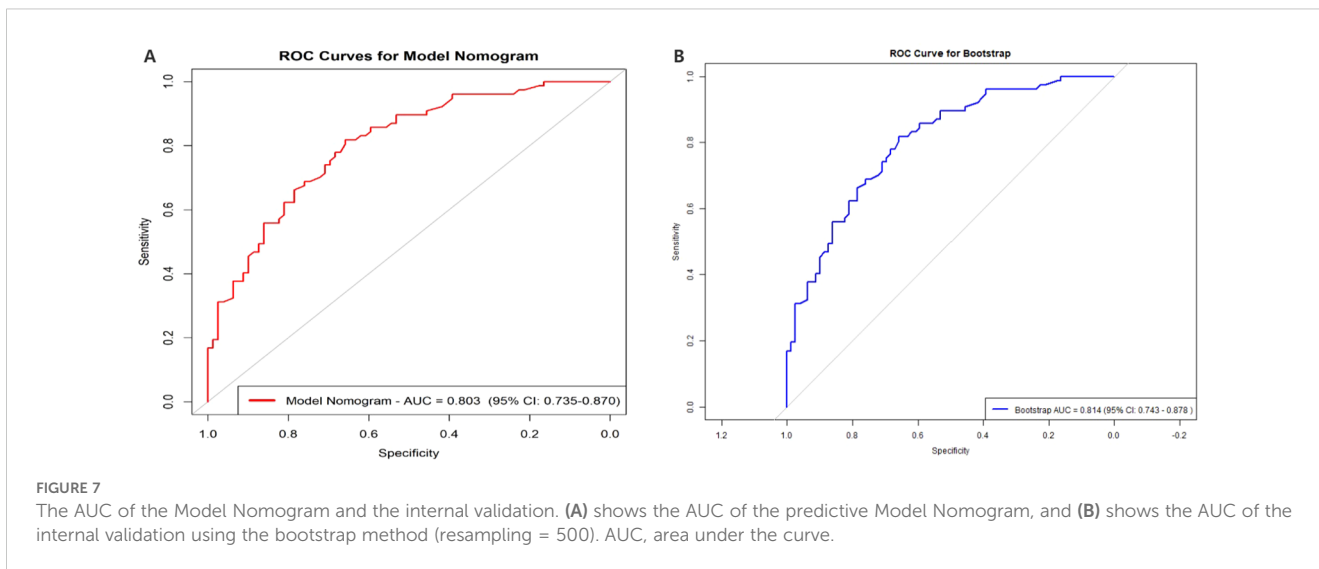 A
ROC Curves for Model Nomogram
Sensitivity
1.0
0.8
0.6
0.4
0.2
0.0
Model Nomogram - AUC = 0.803 (95% CI: 0.735-0.870)
1.0 0.8 0.6 0.4 0.2 0.0
Specificity
B
ROC Curve for Bootstrap
Sensitivity
1.0
0.8
0.6
0.4
0.2
0.0
Bootstrap AUC = 0.814 (95% CI: 0.743 - 0.878 )
1.2 1.0 0.8 0.6 0.4 0.2 0.0 -0.2
Specificity
FIGURE 7
The AUC of the Model Nomogram and the internal validation. (A) shows the AUC of the predictive Model Nomogram, and (B) shows the AUC of the
internal validation using the bootstrap method (resampling = 500). AUC, area under the curve.